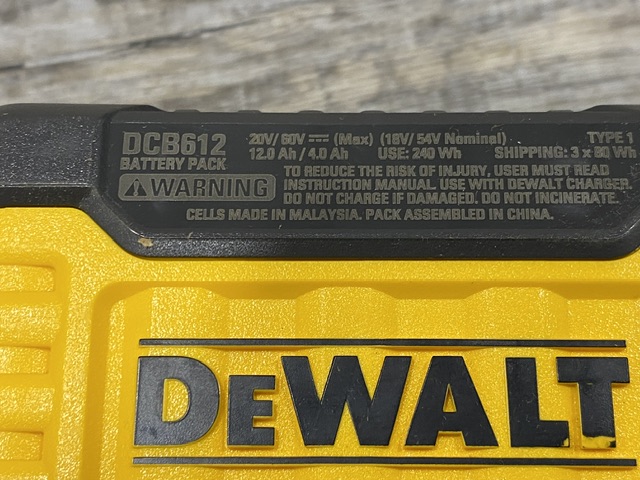 DCB612 20V/ 60V ⎓ (Max) (18V/ 54V Nominal) TYPE 1
BATTERY PACK 12.0 Ah / 4.0 Ah USE: 240 Wh SHIPPING: 3 x 80 Wh
WARNING TO REDUCE THE RISK OF INJURY, USER MUST READ
INSTRUCTION MANUAL. USE WITH DEWALT CHARGER.
DO NOT CHARGE IF DAMAGED. DO NOT INCINERATE.
CELLS MADE IN MALAYSIA. PACK ASSEMBLED IN CHINA.
DEWALT